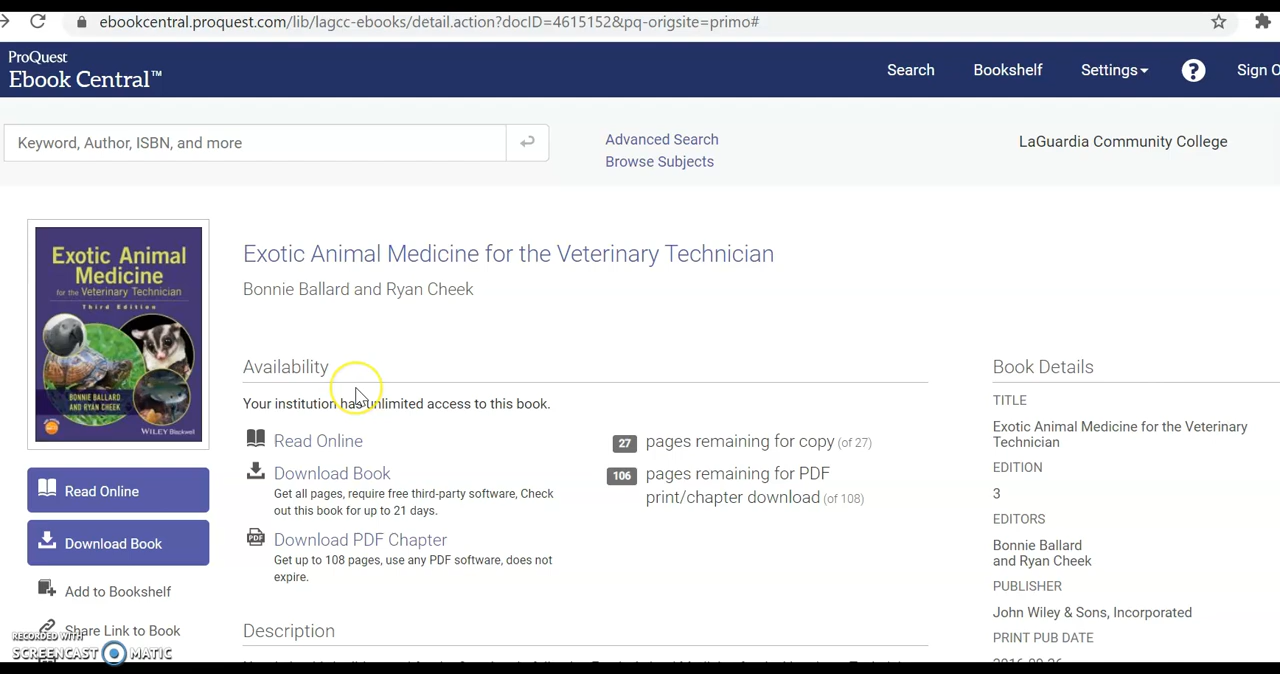 ebookcentral.proquest.com/lib/lagcc-ebooks/detail.action?docID=4615152&pq-origsite=primo#
ProQuest
Ebook Central™
Search
Bookshelf
Settings
?
Sign O
Keyword, Author, ISBN, and more
Advanced Search
Browse Subjects
LaGuardia Community College
Exotic Animal
Medicine
for the Veterinary Technician
Third Edition
BONNIE BALLARD
AND RYAN CHEEK
WILEY Blackwell
Read Online
Download Book
Add to Bookshelf
Share Link to Book
Exotic Animal Medicine for the Veterinary Technician
Bonnie Ballard and Ryan Cheek
Availability
Your institution has unlimited access to this book.
Read Online
Download Book
Get all pages, require free third-party software, Check
out this book for up to 21 days.
PDF
Download PDF Chapter
Get up to 108 pages, use any PDF software, does not
expire.
27 pages remaining for copy (of 27)
106 pages remaining for PDF
print/chapter download (of 108)
Description
Book Details
TITLE
Exotic Animal Medicine for the Veterinary
Technician
EDITION
3
EDITORS
Bonnie Ballard
and Ryan Cheek
PUBLISHER
John Wiley & Sons, Incorporated
PRINT PUB DATE
RECORDED WITH
SCREENCAST MATIC